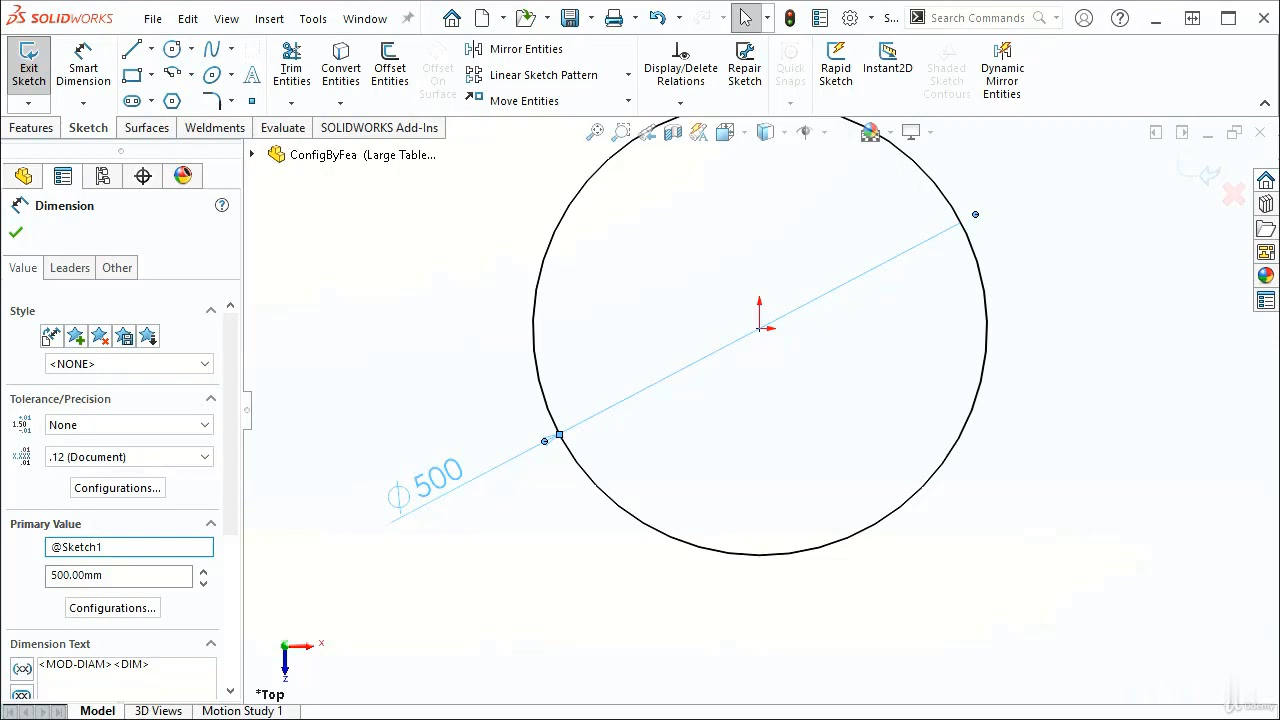 SOLIDWORKS File Edit View Insert Tools Window s... Search Commands
Exit Sketch
Smart Dimension
Trim Entities
Convert Entities
Offset Entities
Offset On Surface
Mirror Entities
Linear Sketch Pattern
Move Entities
Display/Delete Relations
Repair Sketch
Quick Snaps
Rapid Sketch
Instant2D
Shaded Sketch Contours
Dynamic Mirror Entities
Features Sketch Surfaces Weldments Evaluate SOLIDWORKS Add-Ins
ConfigByFea (Large Table...
Dimension
Value Leaders Other
Style
<NONE>
Tolerance/Precision
None
.12 (Document)
Configurations...
Primary Value
@Sketch1
500.00mm
Configurations...
Dimension Text
<MOD-DIAM><DIM>
∅500
x
z
*Top
Model 3D Views Motion Study 1
Udemy